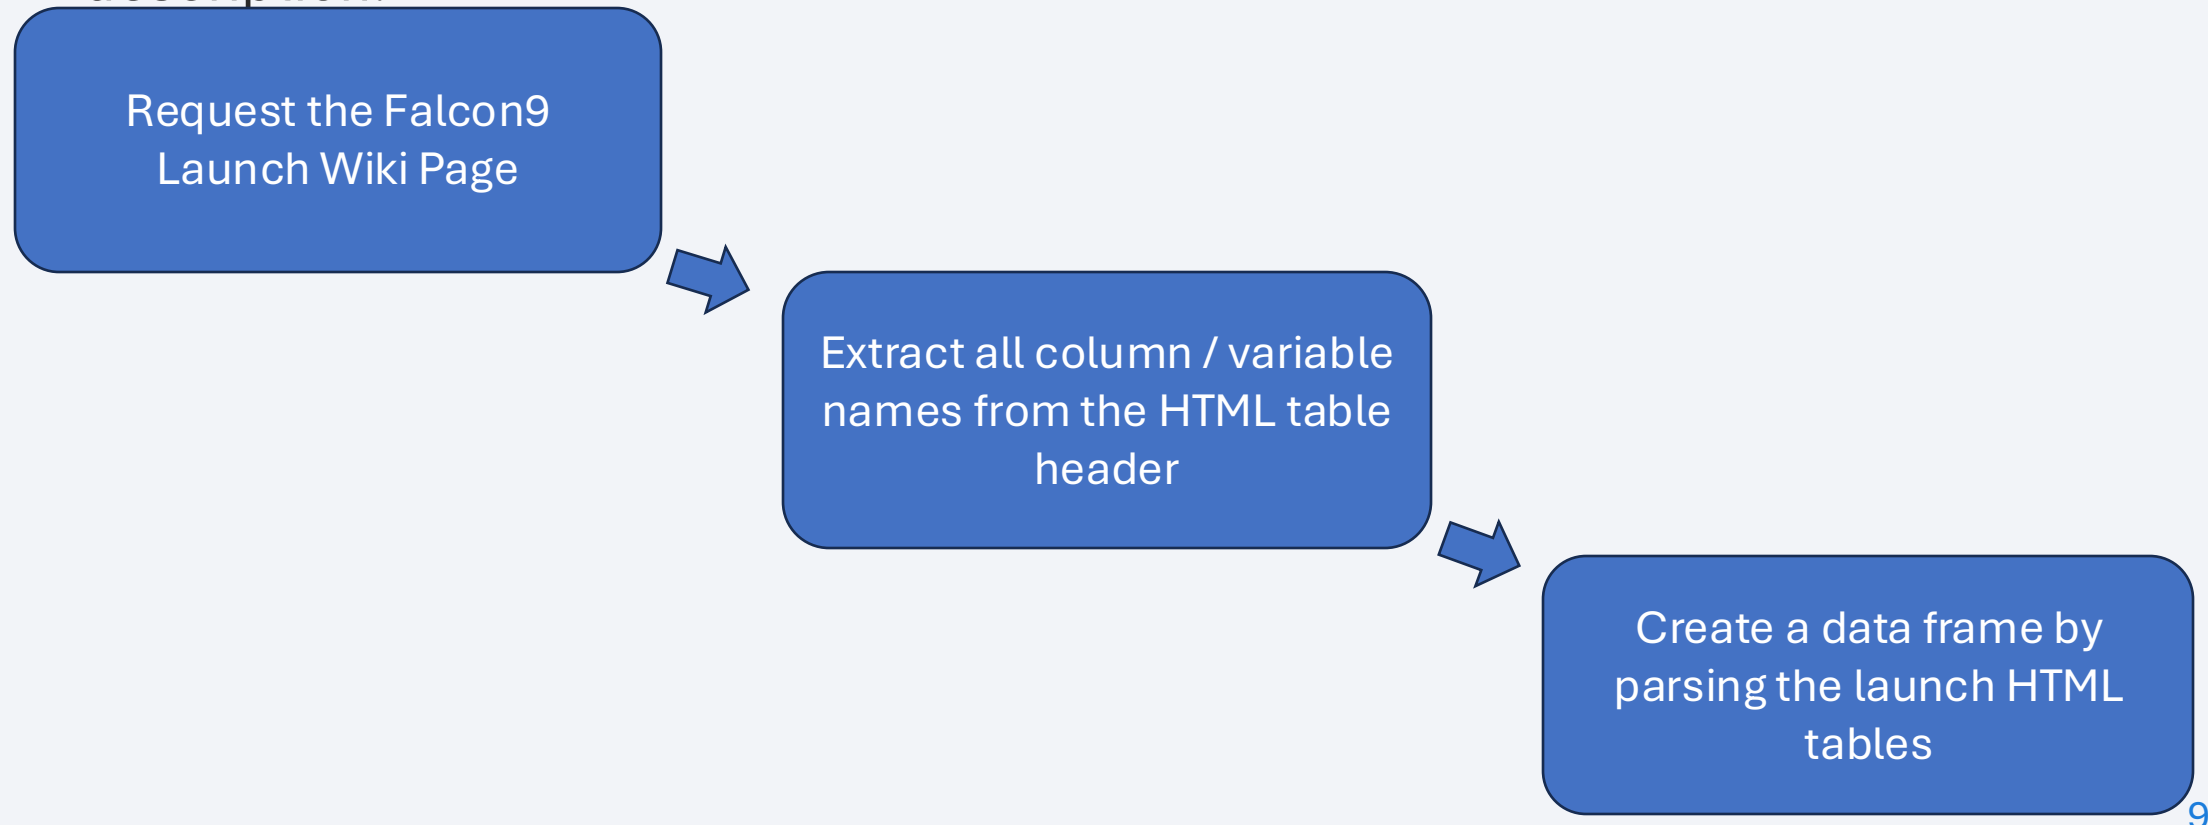 Request the Falcon9
Launch Wiki Page
Extract all column / variable
names from the HTML table
header
Create a data frame by
parsing the launch HTML
tables
9